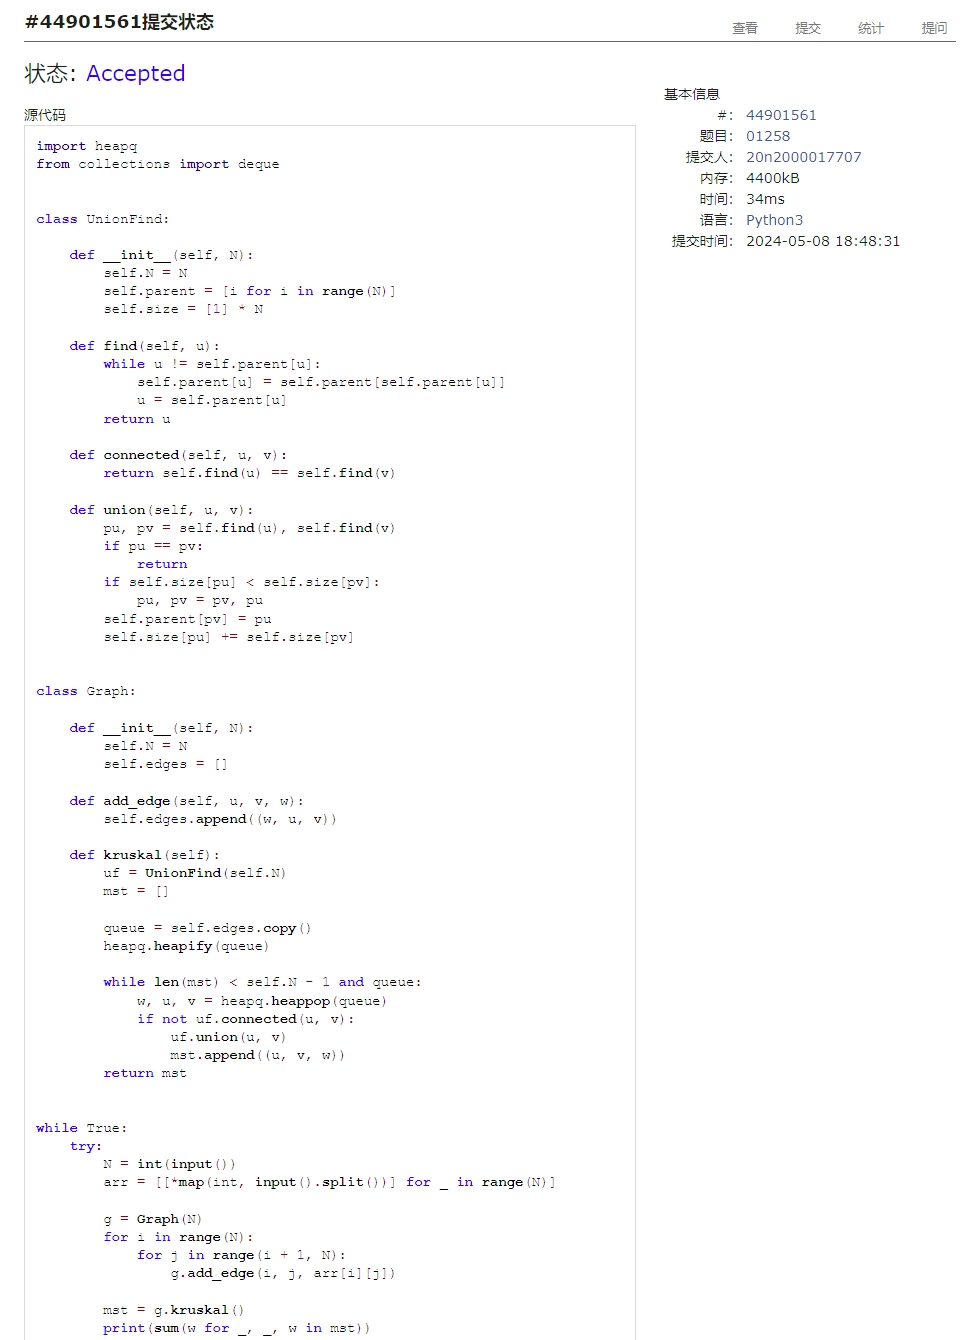 #44901561提交状态
查看 提交 统计 提问
状态: Accepted
源代码
import heapq
from collections import deque
class UnionFind:
    def __init__(self, N):
        self.N = N
        self.parent = [i for i in range(N)]
        self.size = [1] * N
    def find(self, u):
        while u != self.parent[u]:
            self.parent[u] = self.parent[self.parent[u]]
            u = self.parent[u]
        return u
    def connected(self, u, v):
        return self.find(u) == self.find(v)
    def union(self, u, v):
        pu, pv = self.find(u), self.find(v)
        if pu == pv:
            return
        if self.size[pu] < self.size[pv]:
            pu, pv = pv, pu
        self.parent[pv] = pu
        self.size[pu] += self.size[pv]
class Graph:
    def __init__(self, N):
        self.N = N
        self.edges = []
    def add_edge(self, u, v, w):
        self.edges.append((w, u, v))
    def kruskal(self):
        uf = UnionFind(self.N)
        mst = []
        queue = self.edges.copy()
        heapq.heapify(queue)
        while len(mst) < self.N - 1 and queue:
            w, u, v = heapq.heappop(queue)
            if not uf.connected(u, v):
                uf.union(u, v)
                mst.append((u, v, w))
        return mst
while True:
    try:
        N = int(input())
        arr = [[*map(int, input().split())] for _ in range(N)]
        g = Graph(N)
        for i in range(N):
            for j in range(i + 1, N):
                g.add_edge(i, j, arr[i][j])
        mst = g.kruskal()
        print(sum(w for _, _, w in mst))
基本信息
#: 44901561
题目: 01258
提交人: 20n2000017707
内存: 4400kB
时间: 34ms
语言: Python3
提交时间: 2024-05-08 18:48:31